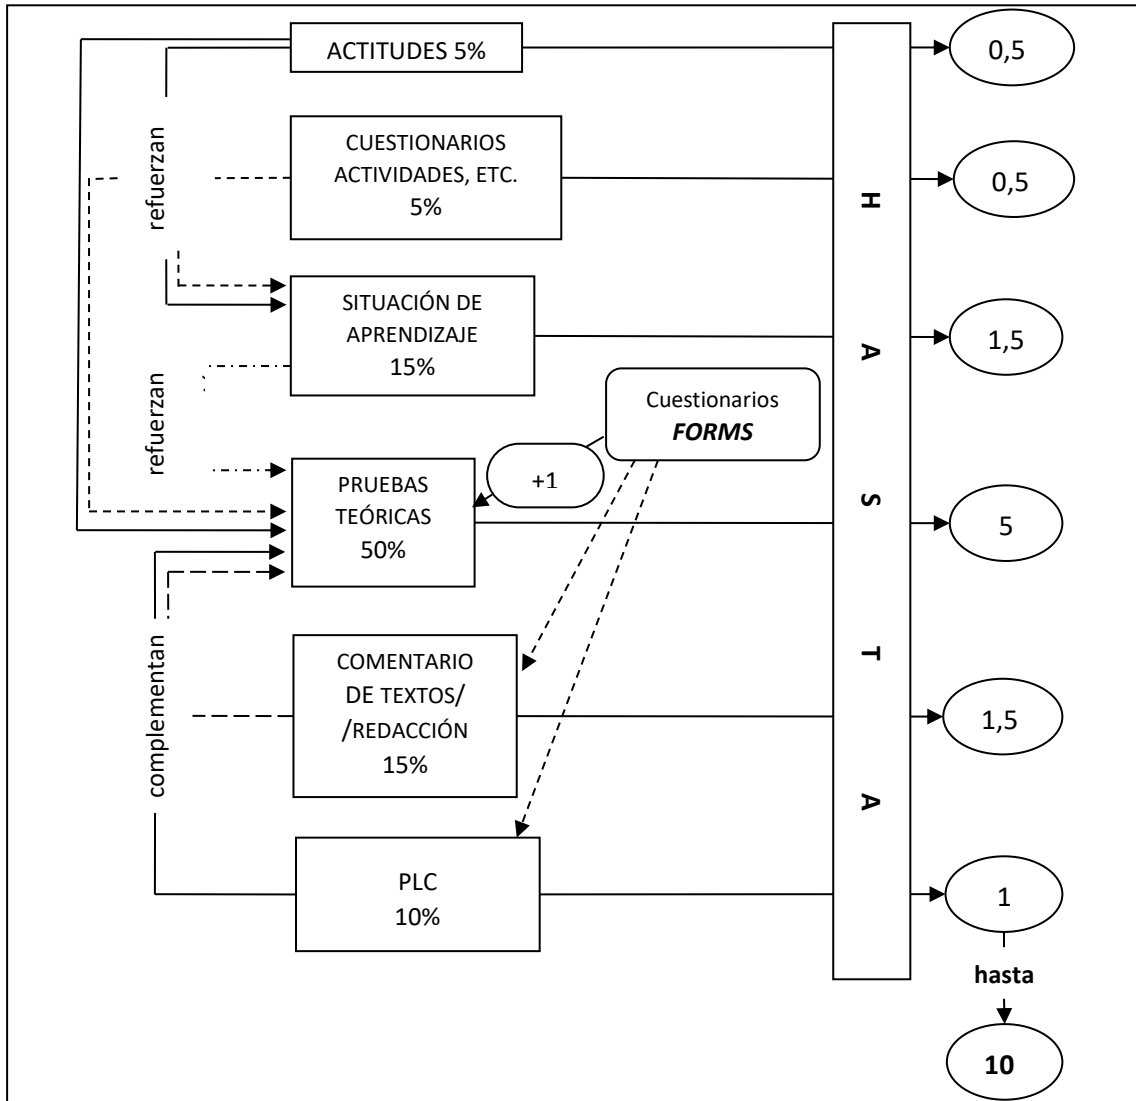 ACTITUDES 5%
0,5
refuerzan
CUESTIONARIOS
ACTIVIDADES, ETC.
5%
0,5
SITUACIÓN DE
APRENDIZAJE
15%
1,5
refuerzan
Cuestionarios
FORMS
+1
PRUEBAS
TEÓRICAS
50%
5
complementan
COMENTARIO
DE TEXTOS/
/REDACCIÓN
15%
1,5
PLC
10%
1
HASTA
hasta
10